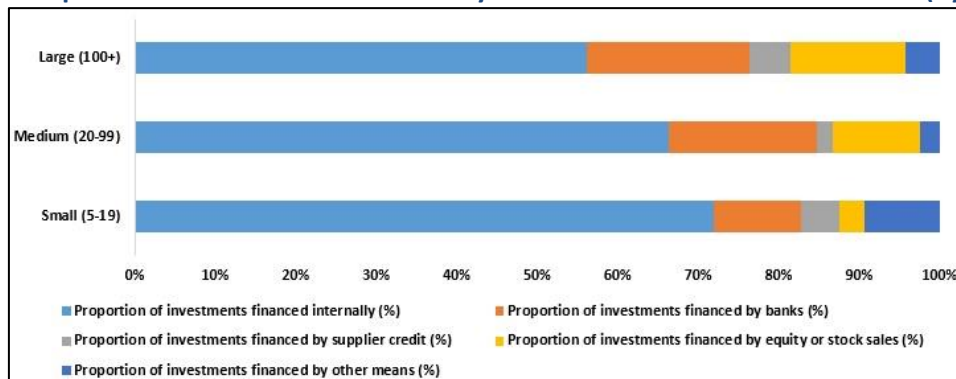 Large (100+)
Medium (20-99)
Small (5-19)
0% 10% 20% 30% 40% 50% 60% 70% 80% 90% 100%
Proportion of investments financed internally (%) Proportion of investments financed by banks (%)
Proportion of investments financed by supplier credit (%) Proportion of investments financed by equity or stock sales (%)
Proportion of investments financed by other means (%)